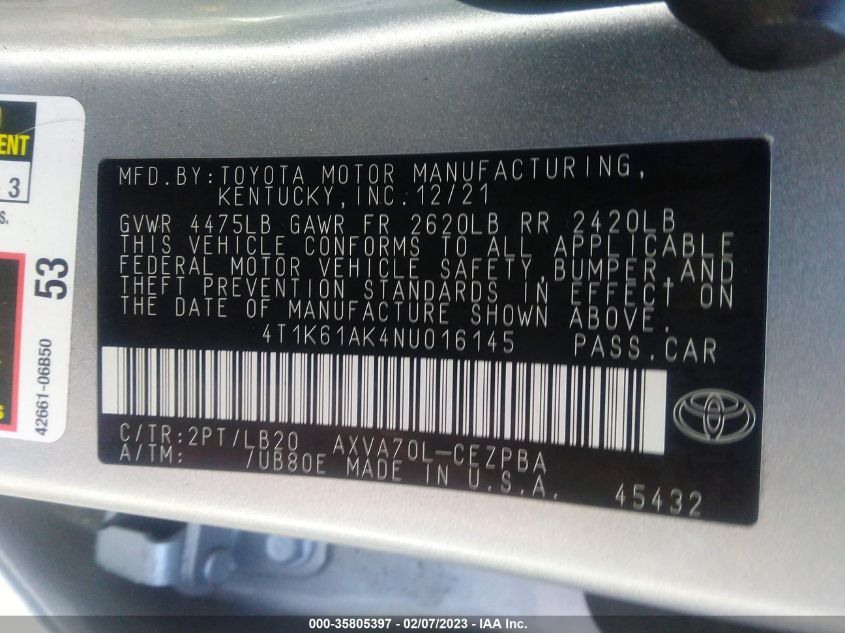 ENT
3
s.
53
42661-06B50
s
MFD.BY:TOYOTA MOTOR MANUFACTURING,
KENTUCKY, INC. 12/21
GVWR 4475LB GAWR FR 2620LB RR 2420LB
THIS VEHICLE CONFORMS TO ALL APPLICABLE
FEDERAL MOTOR VEHICLE SAFETY, BUMPER, AND
THEFT PREVENTION STANDARDS IN EFFECT ON
THE DATE OF MANUFACTURE SHOWN ABOVE.
4T1K61AK4NU016145 PASS.CAR
C/TR:2PT/LB20 AXVA70L-CEZPBA
A/TM: 7UB80E MADE IN U.S.A. 45432
000-35805397 - 02/07/2023 - IAA Inc.